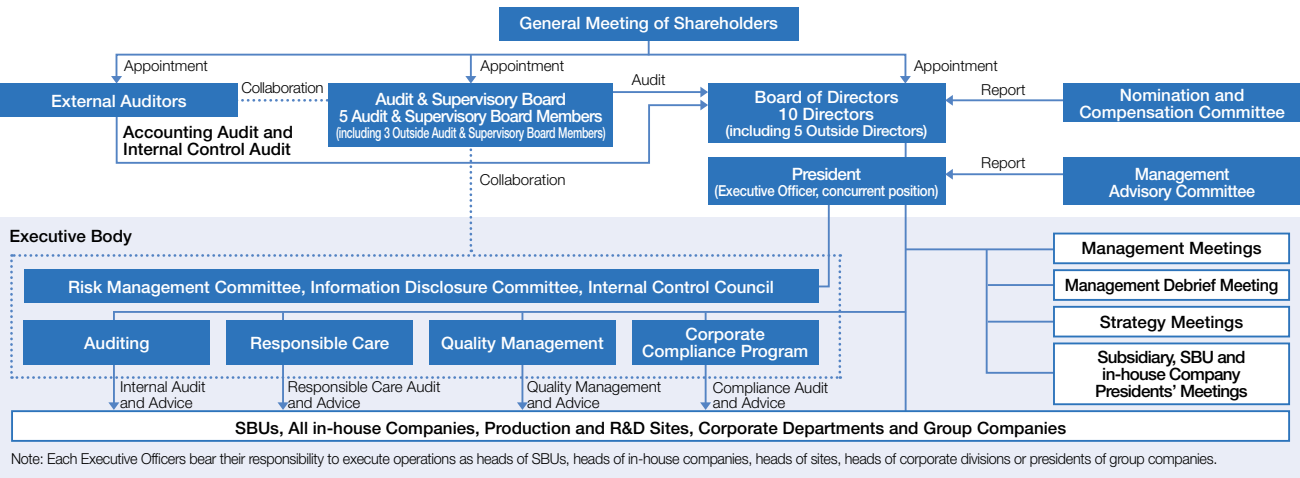 General Meeting of Shareholders
Appointment
Appointment
Appointment
External Auditors
Collaboration
Audit & Supervisory Board
5 Audit & Supervisory Board Members
(including 3 Outside Audit & Supervisory Board Members)
Audit
Board of Directors
10 Directors
(including 5 Outside Directors)
Report
Nomination and
Compensation Committee
Accounting Audit and
Internal Control Audit
Collaboration
President
(Executive Officer, concurrent position)
Report
Management
Advisory Committee
Executive Body
Risk Management Committee, Information Disclosure Committee, Internal Control Council
Auditing
Responsible Care
Quality Management
Corporate
Compliance Program
Management Meetings
Management Debrief Meeting
Strategy Meetings
Subsidiary, SBU and
in-house Company
Presidents' Meetings
Internal Audit
and Advice
Responsible Care Audit
and Advice
Quality Management
and Advice
Compliance Audit
and Advice
SBUs, All in-house Companies, Production and R&D Sites, Corporate Departments and Group Companies
Note: Each Executive Officers bear their responsibility to execute operations as heads of SBUs, heads of in-house companies, heads of sites, heads of corporate divisions or presidents of group companies.